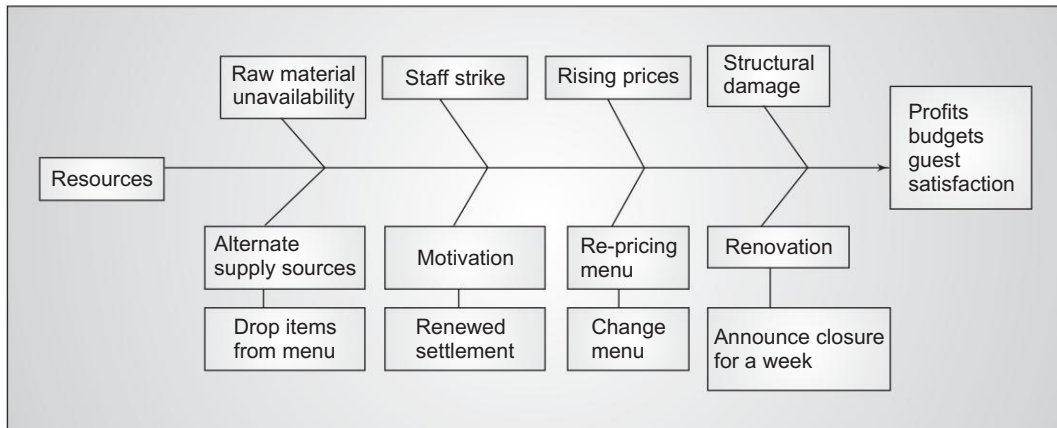 Raw material
unavailability
Staff strike
Rising prices
Structural
damage
Profits
budgets
guest
satisfaction
Resources
Alternate
supply sources
Motivation
Re-pricing
menu
Renovation
Drop items
from menu
Renewed
settlement
Change
menu
Announce closure
for a week